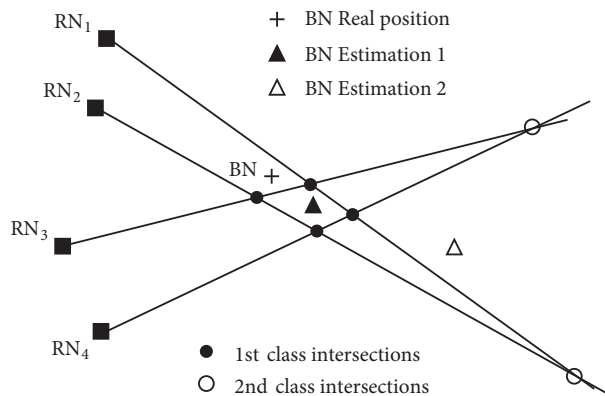 RN₁
+ BN Real position
▲ BN Estimation 1
△ BN Estimation 2
RN₂
BN +
RN₃
RN₄
● 1st class intersections
○ 2nd class intersections